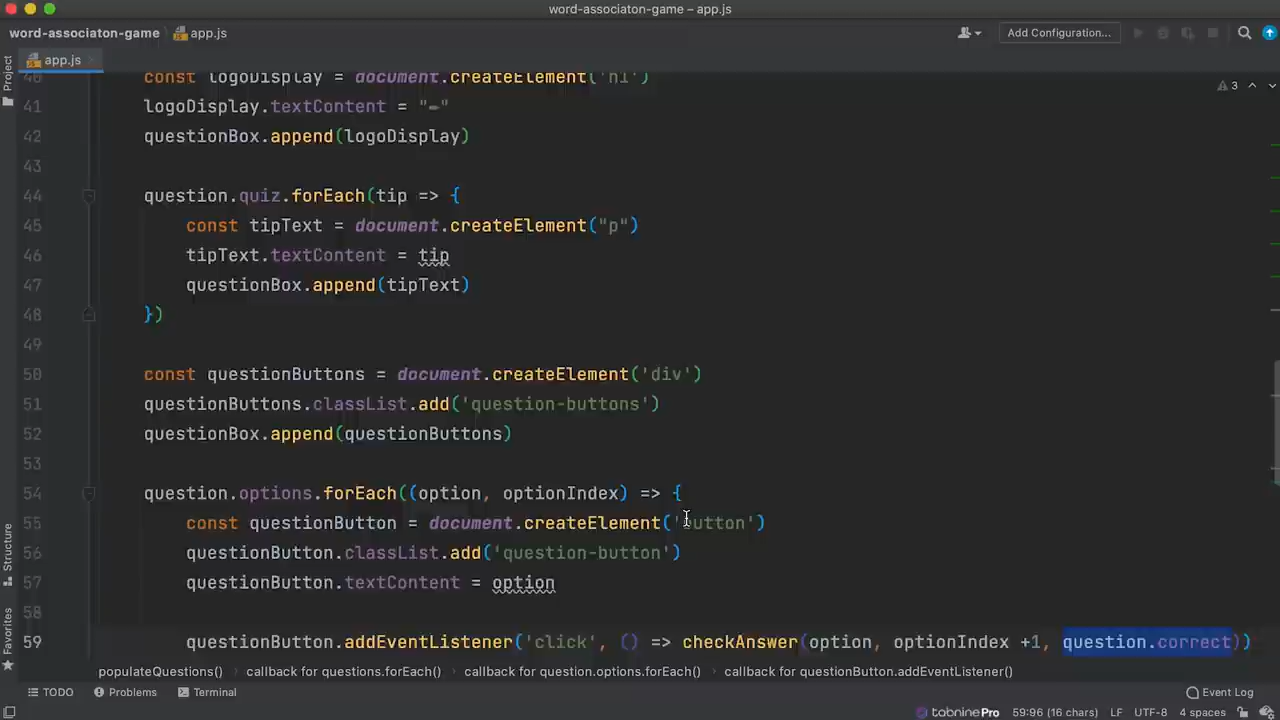 word-associaton-game – app.js
word-associaton-game app.js Add Configuration...
app.js
Project
3
40 const logoDisplay = document.createElement('h1')
41 logoDisplay.textContent = "✏"
42 questionBox.append(logoDisplay)
43
44 question.quiz.forEach(tip => {
45 const tipText = document.createElement("p")
46 tipText.textContent = tip
47 questionBox.append(tipText)
48 })
49
50 const questionButtons = document.createElement('div')
51 questionButtons.classList.add('question-buttons')
52 questionBox.append(questionButtons)
53
54 question.options.forEach((option, optionIndex) => {
55 const questionButton = document.createElement('button')
56 questionButton.classList.add('question-button')
57 questionButton.textContent = option
58
59 questionButton.addEventListener('click', () => checkAnswer(option, optionIndex +1, question.correct))
Structure
Favorites
populateQuestions() callback for questions.forEach() callback for question.options.forEach() callback for questionButton.addEventListener()
TODO Problems Terminal Event Log
tabninePro 59:96 (16 chars) LF UTF-8 4 spaces